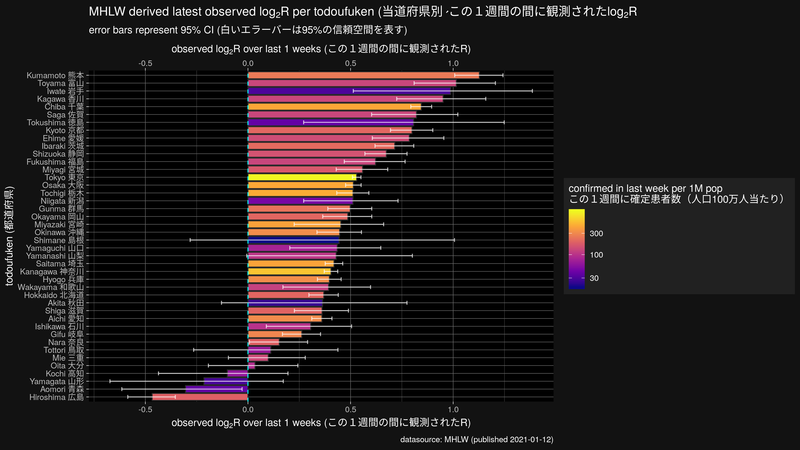 MHLW derived latest observed log₂R per todoufuken (当道府県別 この１週間の間に観測されたlog₂R
error bars represent 95% CI (白いエラーバーは95%の信頼空間を表す)
observed log₂R over last 1 weeks (この１週間の間に観測されたR)
-0.5 0.0 0.5 1.0
todoufuken (都道府県)
Kumamoto 熊本
Toyama 富山
Iwate 岩手
Kagawa 香川
Chiba 千葉
Saga 佐賀
Tokushima 徳島
Kyoto 京都
Ehime 愛媛
Ibaraki 茨城
Shizuoka 静岡
Fukushima 福島
Miyagi 宮城
Tokyo 東京
Osaka 大阪
Tochigi 栃木
Niigata 新潟
Gunma 群馬
Okayama 岡山
Miyazaki 宮崎
Okinawa 沖縄
Shimane 島根
Yamaguchi 山口
Yamanashi 山梨
Saitama 埼玉
Kanagawa 神奈川
Hyogo 兵庫
Wakayama 和歌山
Hokkaido 北海道
Akita 秋田
Shiga 滋賀
Aichi 愛知
Ishikawa 石川
Gifu 岐阜
Nara 奈良
Tottori 鳥取
Mie 三重
Oita 大分
Kochi 高知
Yamagata 山形
Aomori 青森
Hiroshima 広島
-0.5 0.0 0.5 1.0
observed log₂R over last 1 weeks (この１週間の間に観測されたR)
confirmed in last week per 1M pop
この１週間に確定患者数（人口100万人当たり）
300
100
30
datasource: MHLW (published 2021-01-12)